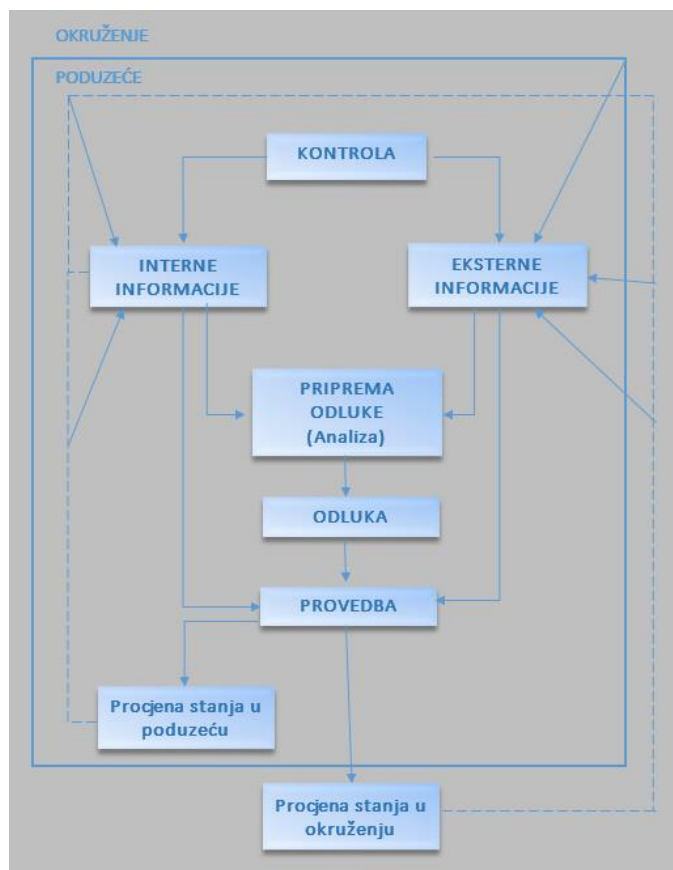 OKRUŽENJE
PODUZEĆE
KONTROLA
INTERNE
INFORMACIJE
EKSTERNE
INFORMACIJE
PRIPREMA
ODLUKE
(Analiza)
ODLUKA
PROVEDBA
Procjena stanja u
poduzeću
Procjena stanja u
okruženju